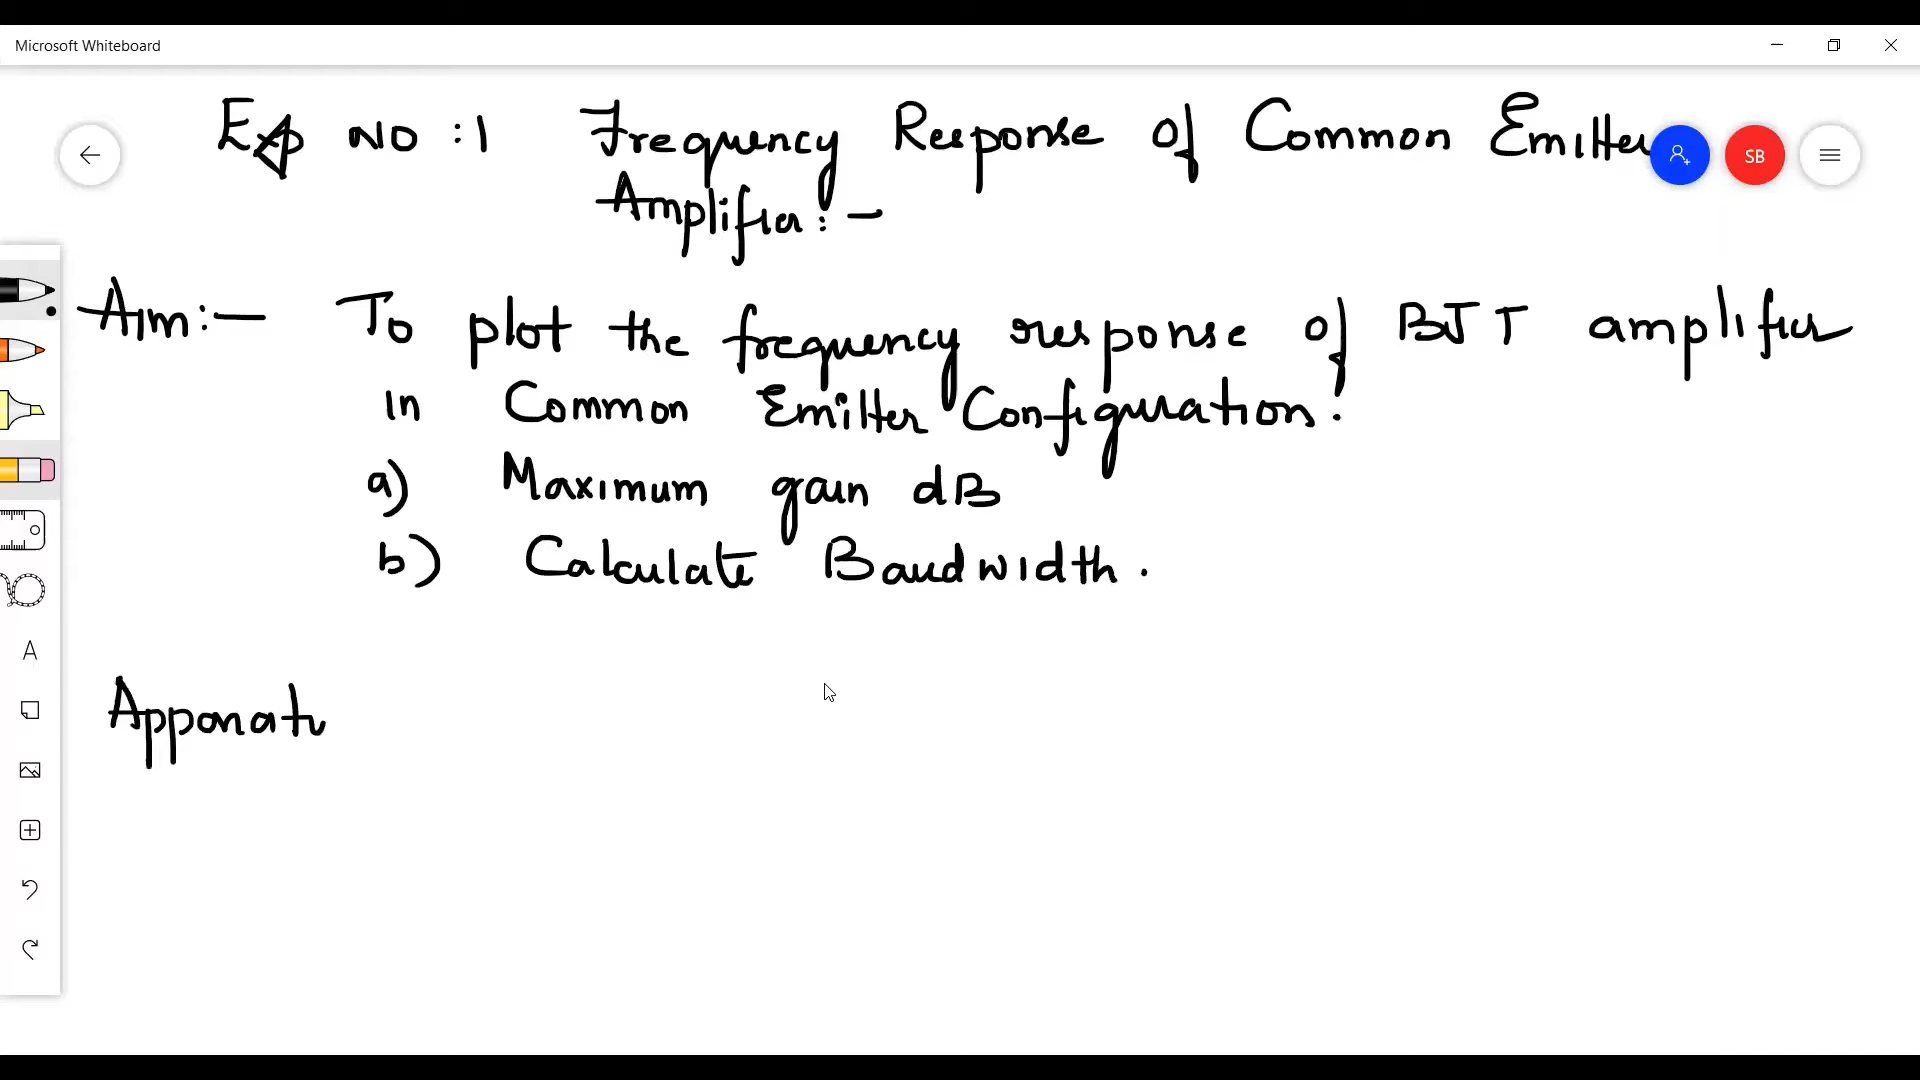 Microsoft Whiteboard
Exp NO : 1 Frequency Response of Common Emitter
SB
Amplifier : -
Aim : - To plot the frequency response of BJT amplifier
in Common Emitter Configuration .
a) Maximum gain dB
b) Calculate Bandwidth .
A
Apparatu